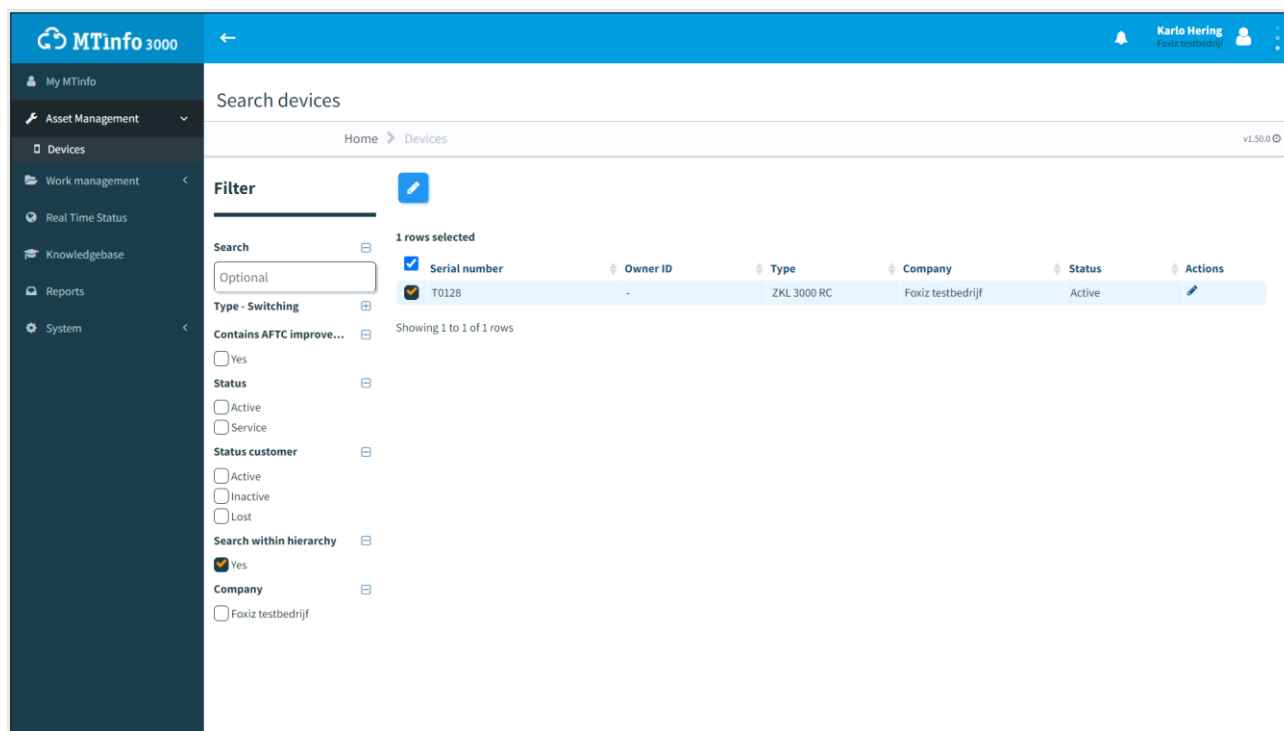 MTinfo 3000
Karlo Hering
Foxiz testbedrijf
My MTinfo
Asset Management
Devices
Work management
Real Time Status
Knowledgebase
Reports
System
Search devices
Home Devices
v1.50.0
Filter
Search
Optional
Type - Switching
Contains AFTC improve...
Yes
Status
Active
Service
Status customer
Active
Inactive
Lost
Search within hierarchy
Yes
Company
Foxiz testbedrijf
1 rows selected
Serial number Owner ID Type Company Status Actions
T0128 - ZKL 3000 RC Foxiz testbedrijf Active
Showing 1 to 1 of 1 rows